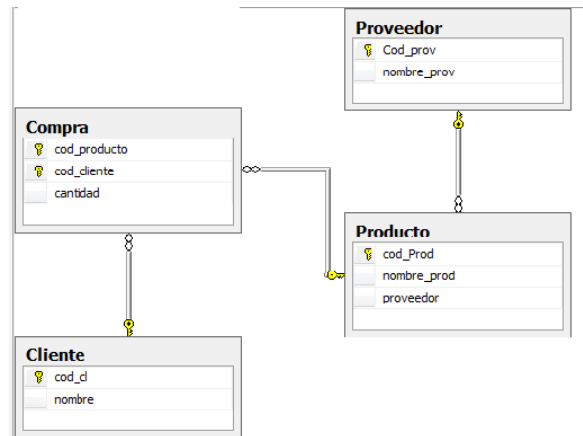 Proveedor
Cod_prov
nombre_prov
Compra
cod_producto
cod_cliente
cantidad
Producto
cod_Prod
nombre_prod
proveedor
Cliente
cod_cl
nombre